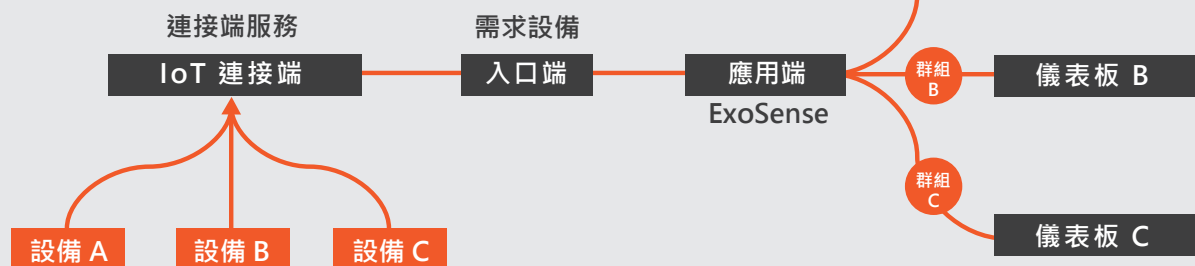 連接端服務
需求設備
IoT 連接端
入口端
應用端
ExoSense
群組
B
儀表板 B
群組
C
儀表板 C
設備 A
設備 B
設備 C